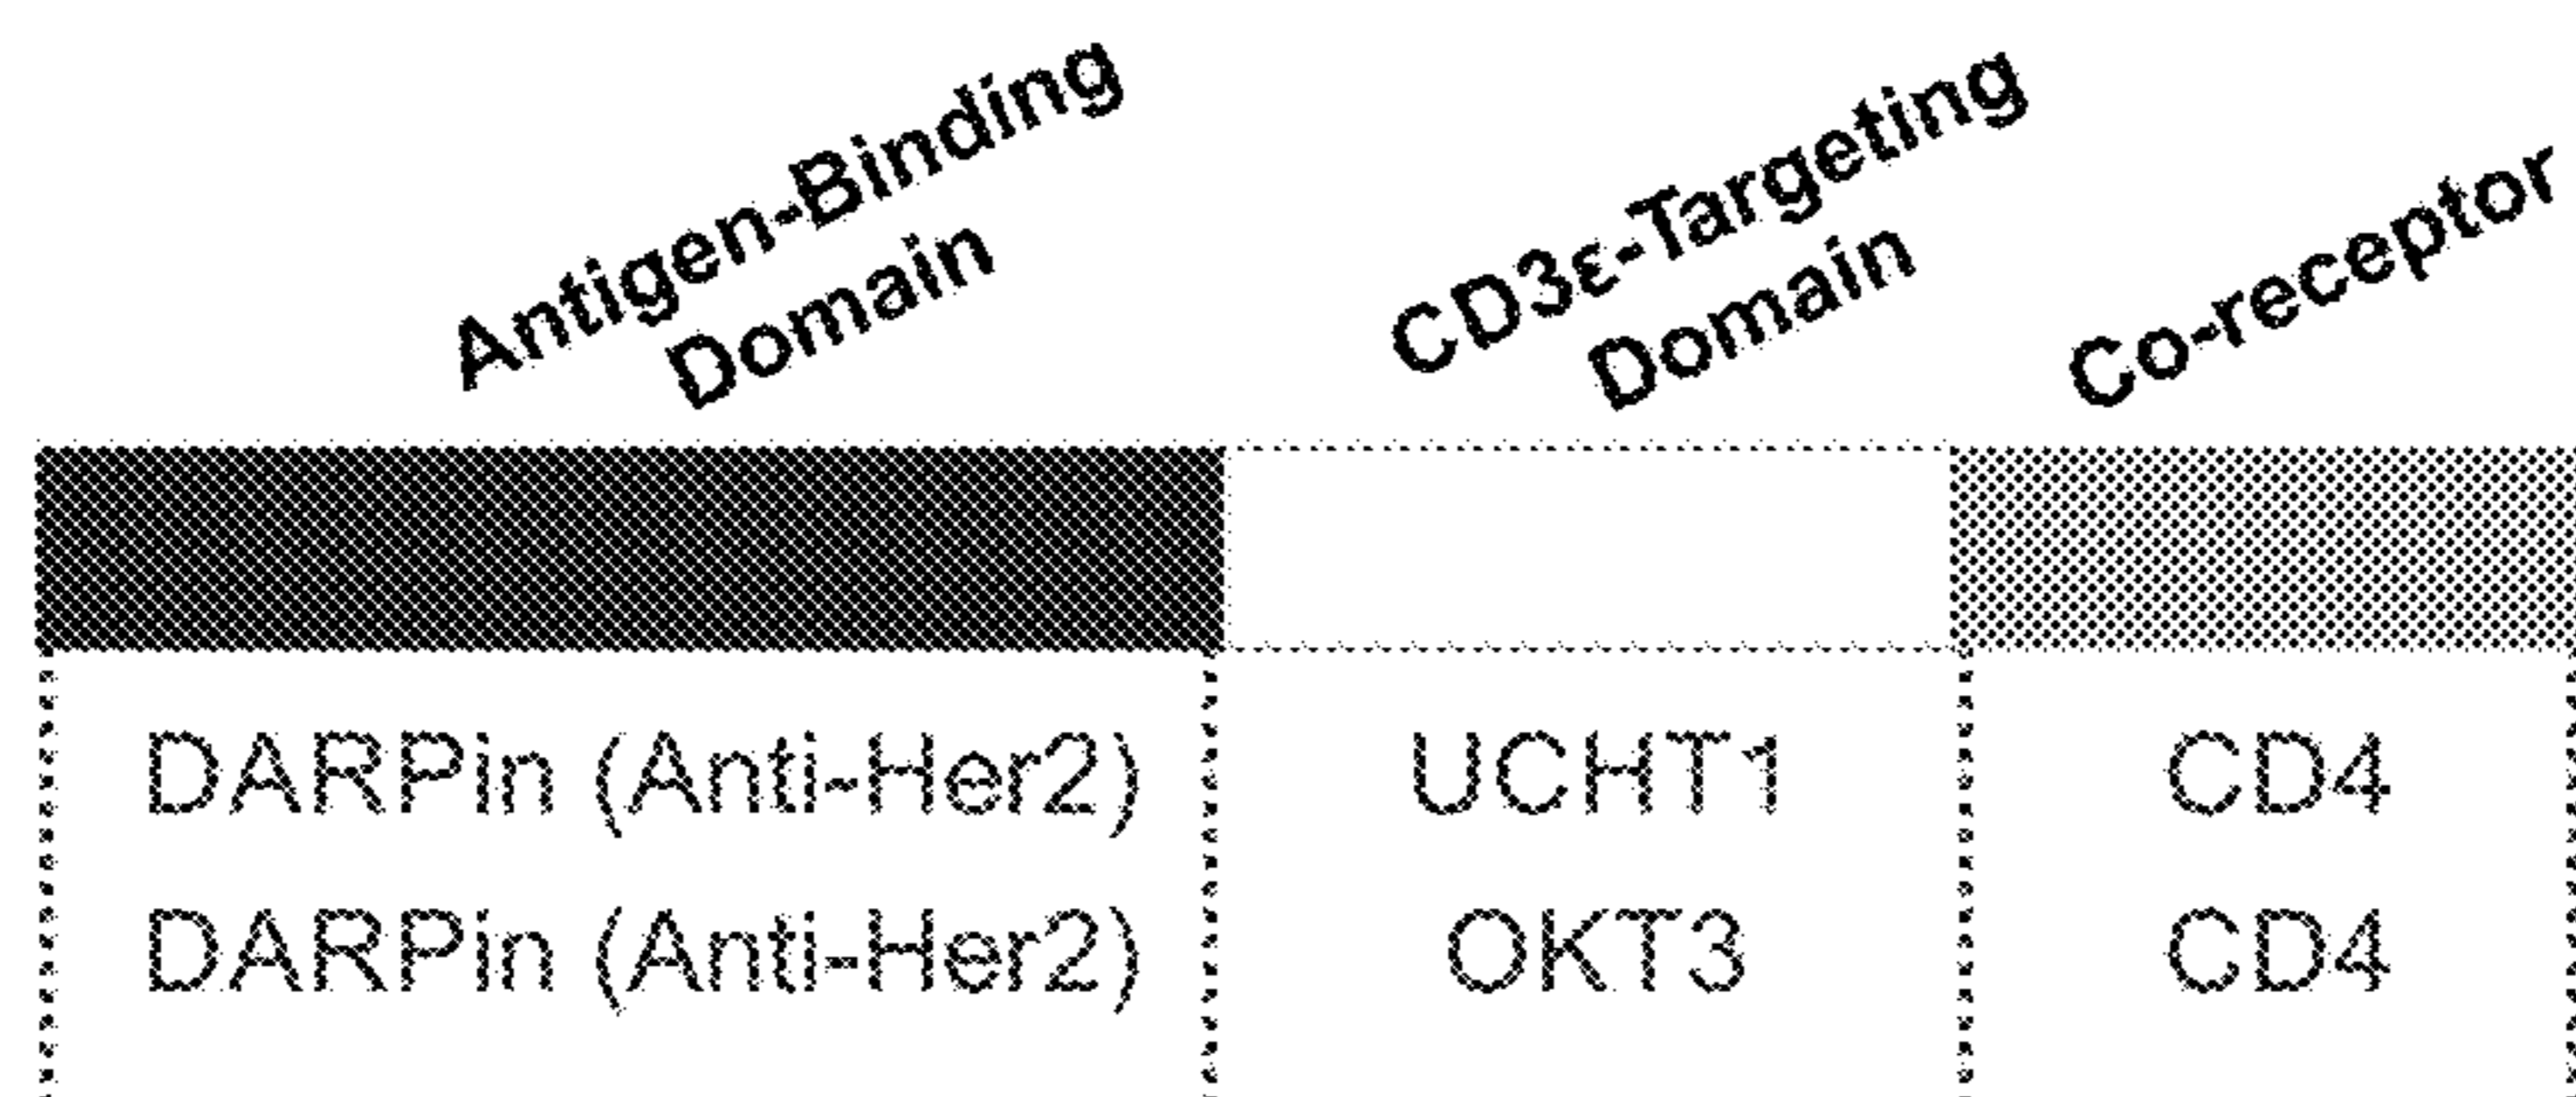 Antigen-Binding
Domain
CD3ε-Targeting
Domain
Co-receptor
DARPin (Anti-Her2) UCHT1 CD4
DARPin (Anti-Her2) OKT3 CD4